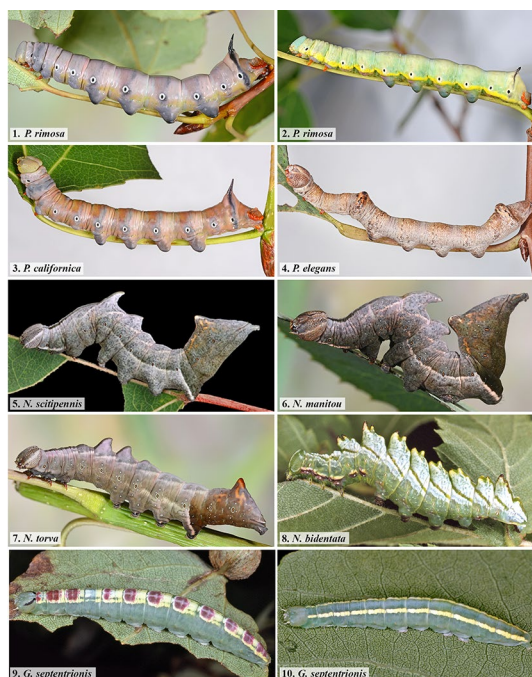 1. P. rimosa
2. P. rimosa
3. P. californica
4. P. elegans
5. N. scitipennis
6. N. manitou
7. N. torva
8. N. bidentata
9. G. septentrionis
10. G. septentrionis